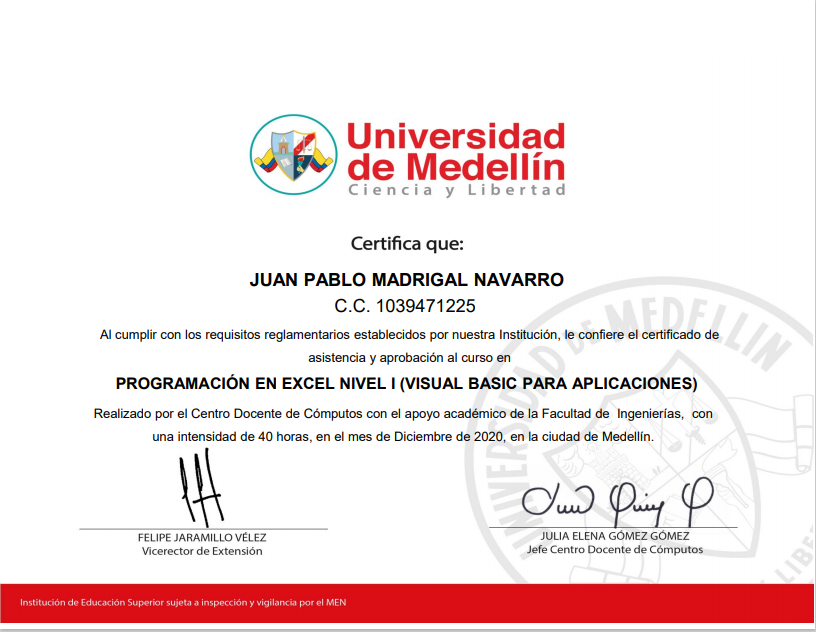 Universidad
de Medellín
Ciencia y Libertad
Certifica que:
JUAN PABLO MADRIGAL NAVARRO
C.C. 1039471225
Al cumplir con los requisitos reglamentarios establecidos por nuestra Institución, le confiere el certificado de
asistencia y aprobación al curso en
PROGRAMACIÓN EN EXCEL NIVEL I (VISUAL BASIC PARA APLICACIONES)
Realizado por el Centro Docente de Cómputos con el apoyo académico de la Facultad de Ingenierías, con
una intensidad de 40 horas, en el mes de Diciembre de 2020, en la ciudad de Medellín.
FELIPE JARAMILLO VÉLEZ
Vicerector de Extensión
JULIA ELENA GÓMEZ GÓMEZ
Jefe Centro Docente de Cómputos
UNIVERSIDAD DE MEDELLIN
Institución de Educación Superior sujeta a inspección y vigilancia por el MEN